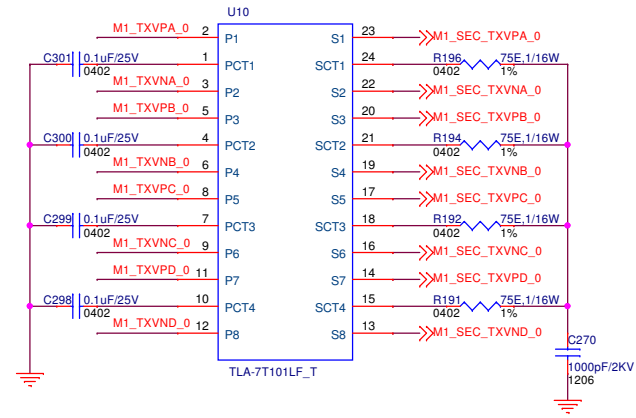 U10
M1_TXVPA_0 2 P1 S1 23 M1_SEC_TXVPA_0
C301 0.1uF/25V 1 PCT1 SCT1 24 R196 75E,1/16W
0402 0402 1%
M1_TXVNA_0 3 P2 S2 22 M1_SEC_TXVNA_0
M1_TXVPB_0 5 P3 S3 20 M1_SEC_TXVPB_0
C300 0.1uF/25V 4 PCT2 SCT2 21 R194 75E,1/16W
0402 0402 1%
M1_TXVNB_0 6 P4 S4 19 M1_SEC_TXVNB_0
M1_TXVPC_0 8 P5 S5 17 M1_SEC_TXVPC_0
C299 0.1uF/25V 7 PCT3 SCT3 18 R192 75E,1/16W
0402 0402 1%
M1_TXVNC_0 9 P6 S6 16 M1_SEC_TXVNC_0
M1_TXVPD_0 11 P7 S7 14 M1_SEC_TXVPD_0
C298 0.1uF/25V 10 PCT4 SCT4 15 R191 75E,1/16W
0402 0402 1%
M1_TXVND_0 12 P8 S8 13 M1_SEC_TXVND_0
C270
TLA-7T101LF_T 1000pF/2KV
1206